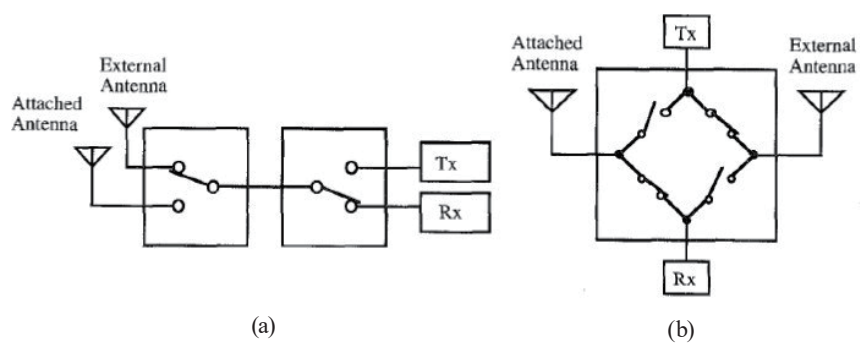 External
Antenna
Attached
Antenna
Tx
Rx
(a)
Tx
Attached
Antenna
External
Antenna
Rx
(b)